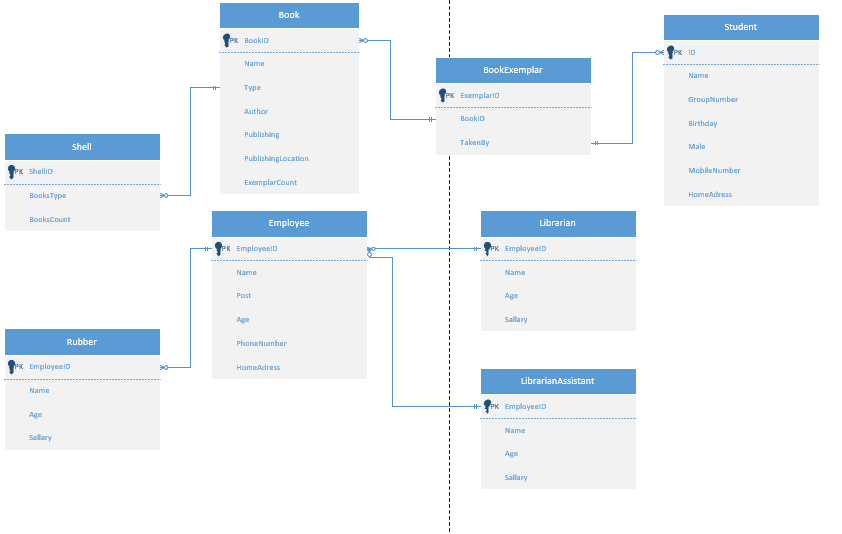 Book
PK BookID
Name
Type
Author
Publishing
PublishingLocation
ExemplarCount
BookExemplar
PK ExemplarID
BookID
TakenBy
Student
PK ID
Name
GroupNumber
Birthday
Male
MobileNumber
HomeAdress
Shell
PK ShellID
BooksType
BooksCount
Employee
PK EmployeeID
Name
Post
Age
PhoneNumber
HomeAdress
Librarian
PK EmployeeID
Name
Age
Sallary
Rubber
PK EmployeeID
Name
Age
Sallary
LibrarianAssistant
PK EmployeeID
Name
Age
Sallary